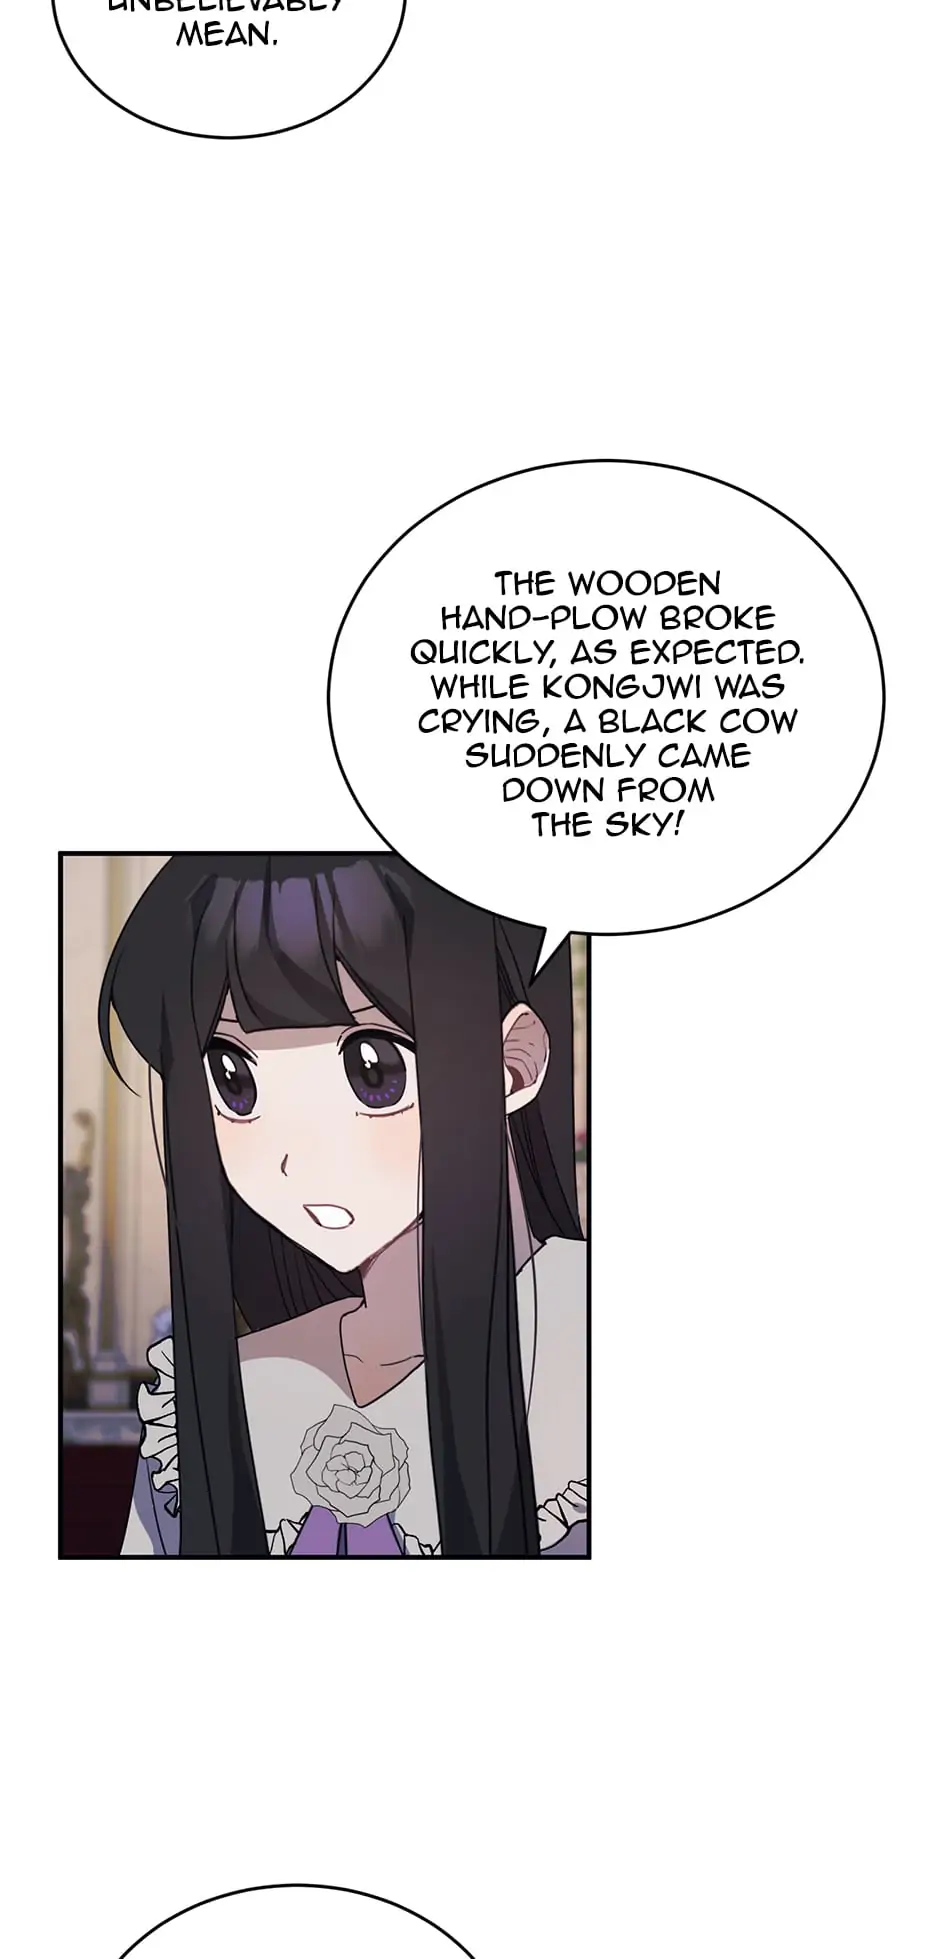 UNBELIEVABLY
MEAN.
THE WOODEN
HAND-PLOW BROKE
QUICKLY, AS EXPECTED.
WHILE KONGJWI WAS
CRYING, A BLACK COW
SUDDENLY CAME
DOWN FROM
THE SKY!